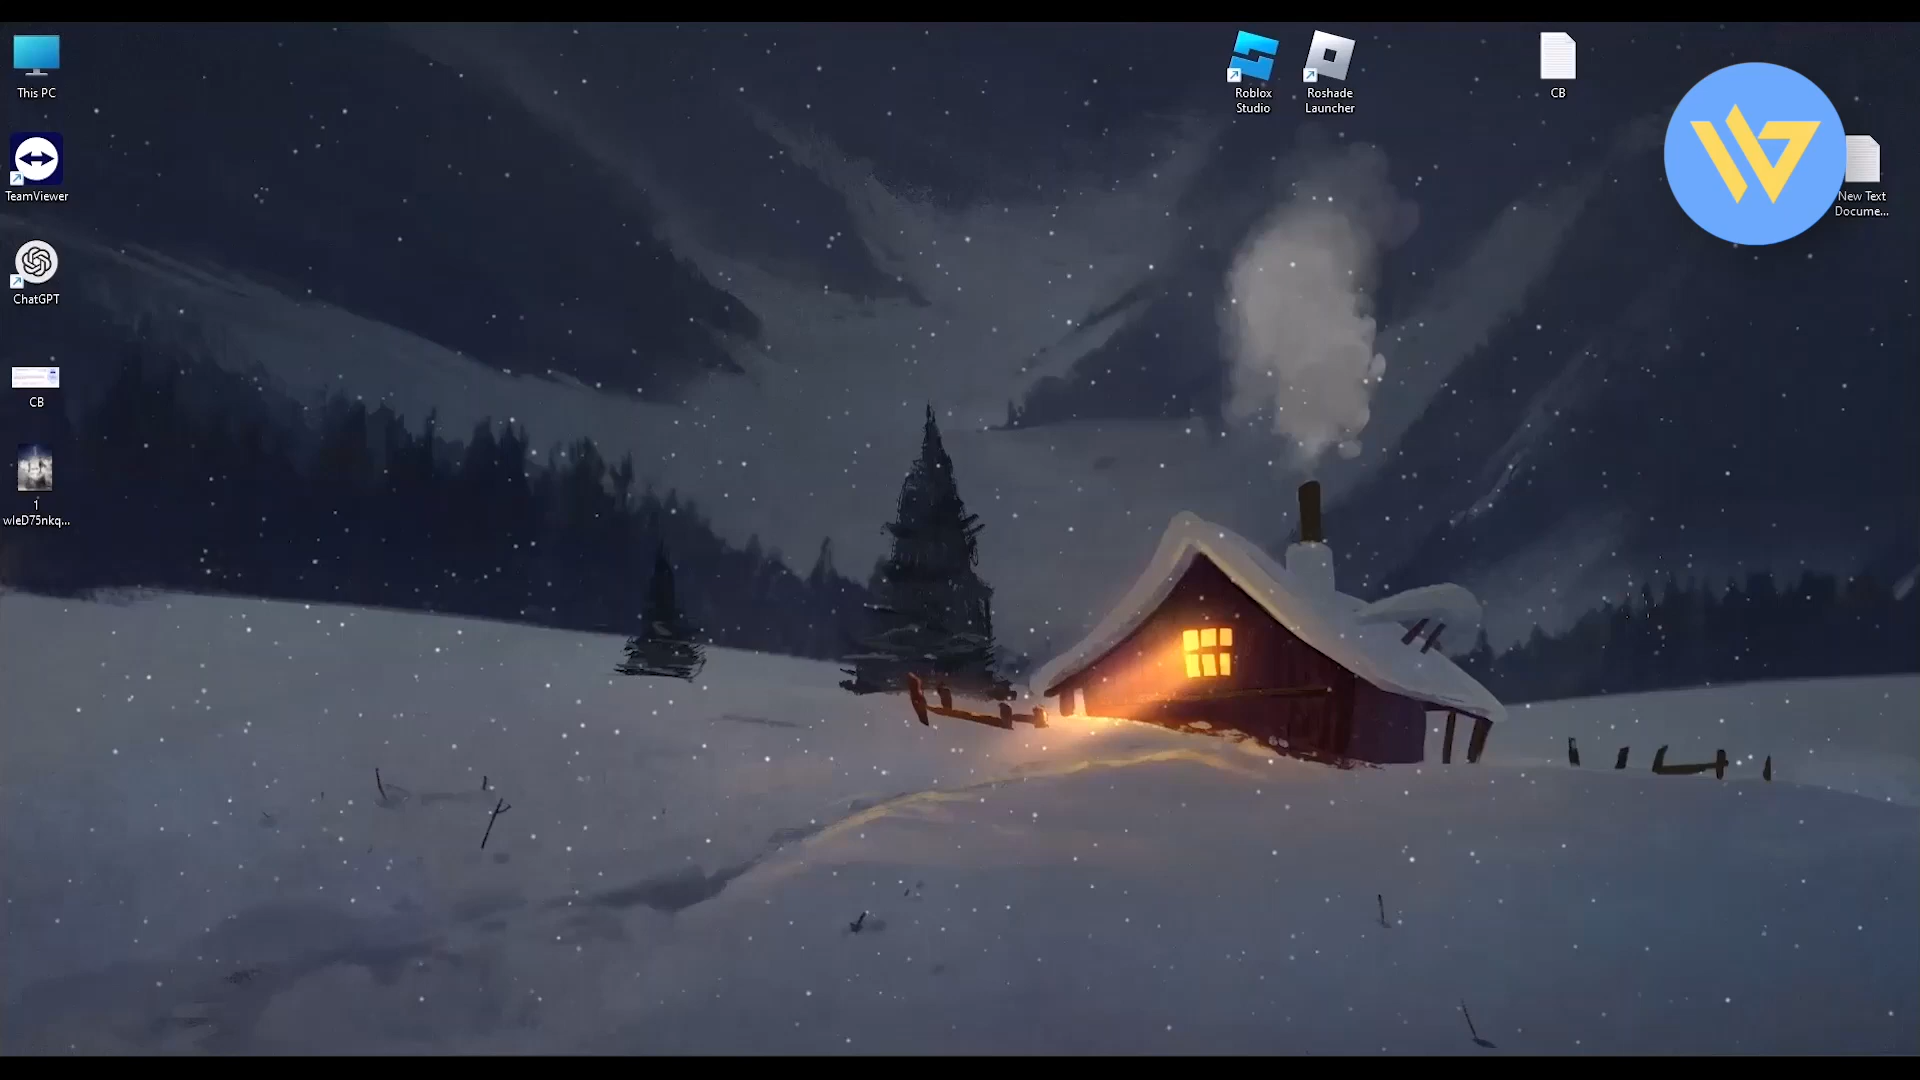 This PC
TeamViewer
ChatGPT
CB
1
wleD75nkq...
Roblox
Studio
Roshade
Launcher
CB
New Text
Docume...